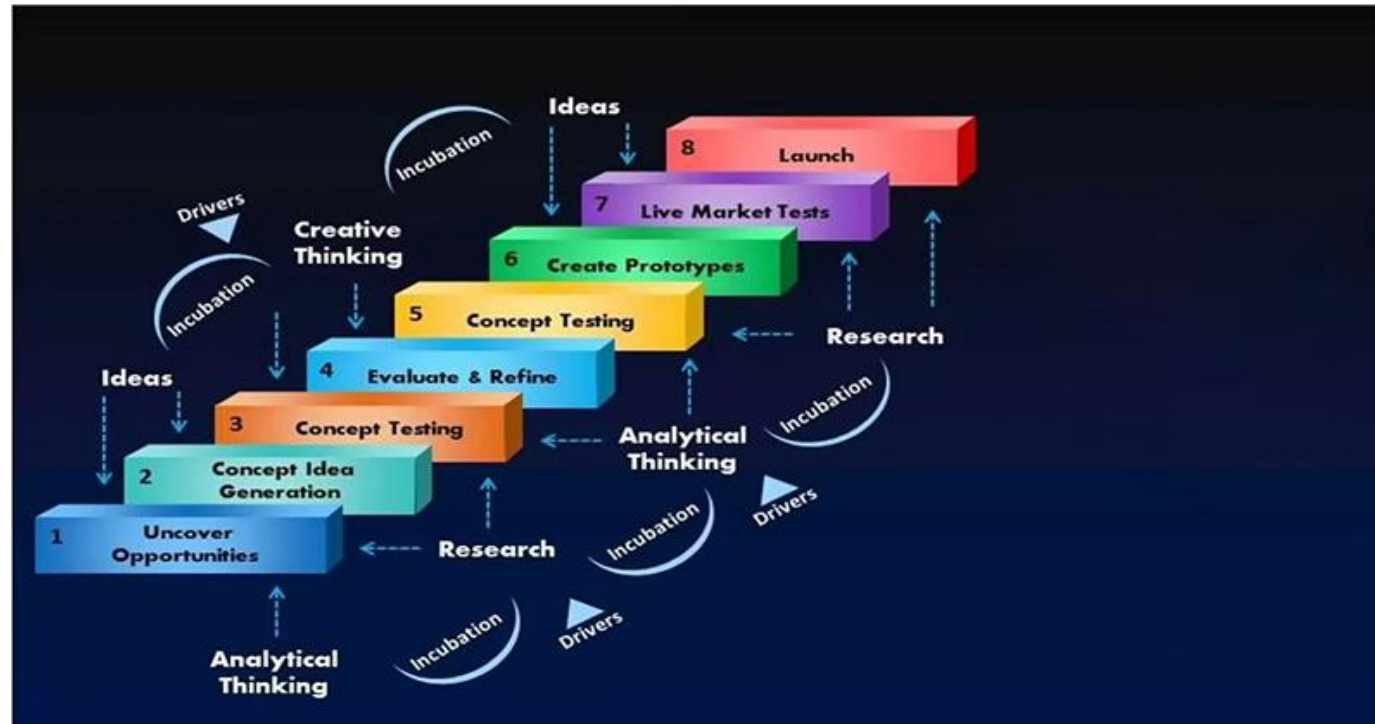 Ideas
Incubation
8 Launch
Drivers
7 Live Market Tests
Creative
Thinking
6 Create Prototypes
Incubation
5 Concept Testing
Research
Ideas
4 Evaluate & Refine
Incubation
3 Concept Testing
Analytical
Thinking
2 Concept Idea
Generation
Drivers
Incubation
1 Uncover
Opportunities
Research
Drivers
Incubation
Analytical
Thinking